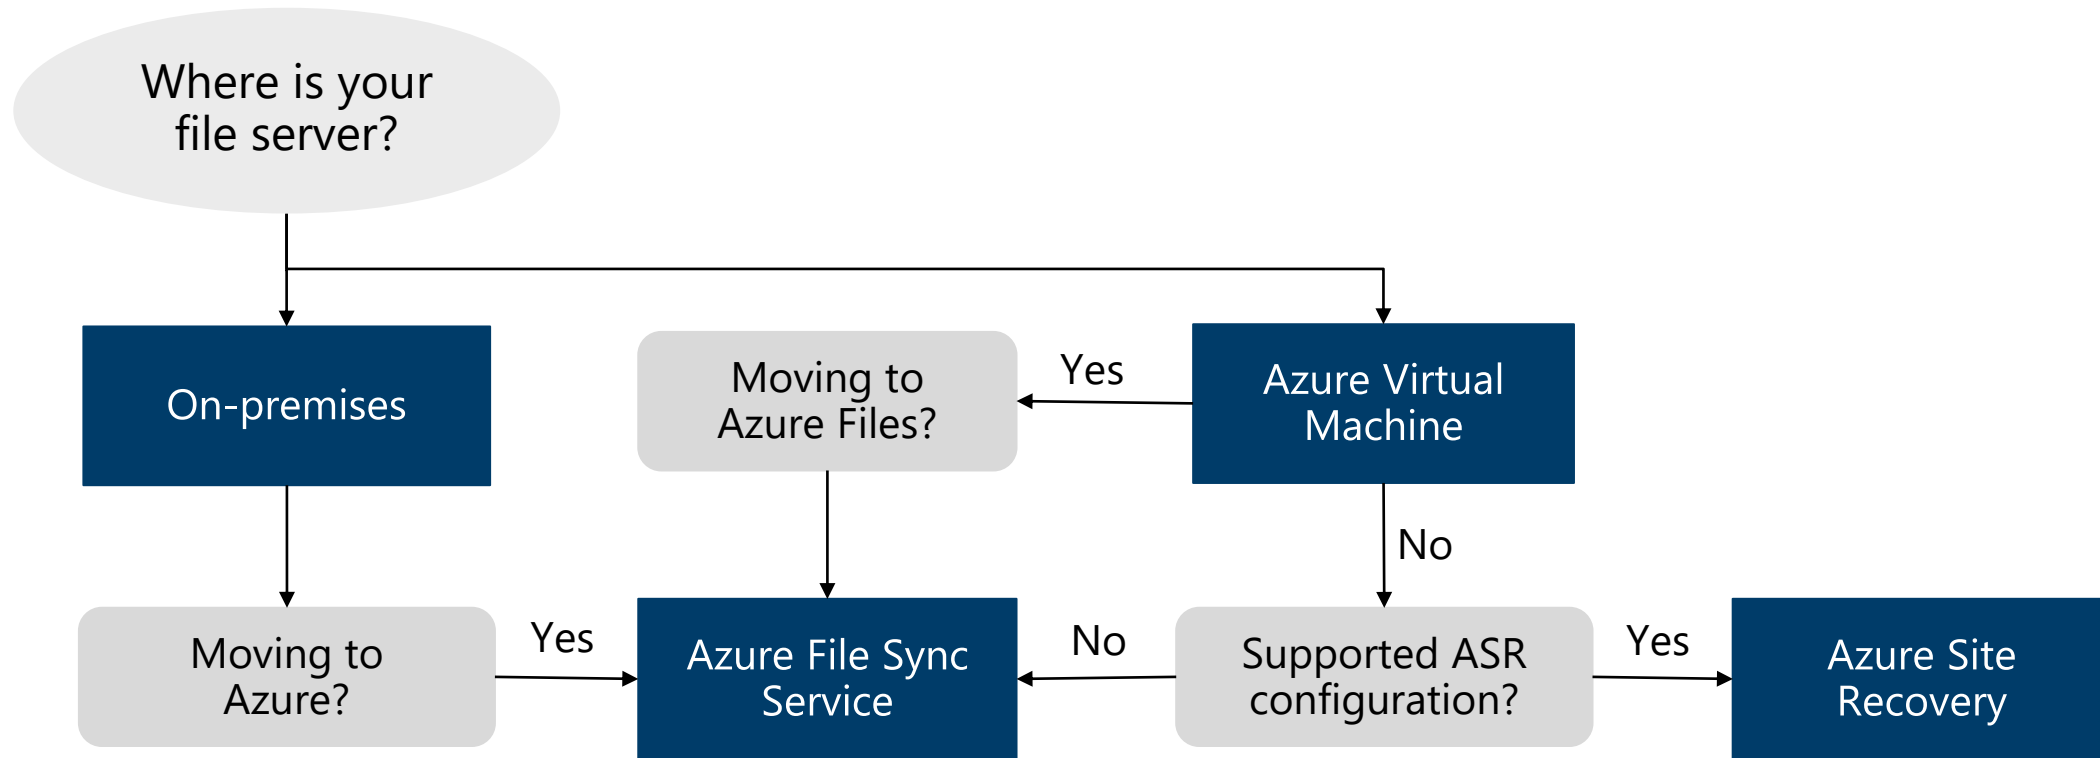 Where is your
file server?
On-premises
Moving to
Azure Files?
Yes
Azure Virtual
Machine
No
Moving to
Azure?
Yes
Azure File Sync
Service
No
Supported ASR
configuration?
Yes
Azure Site
Recovery